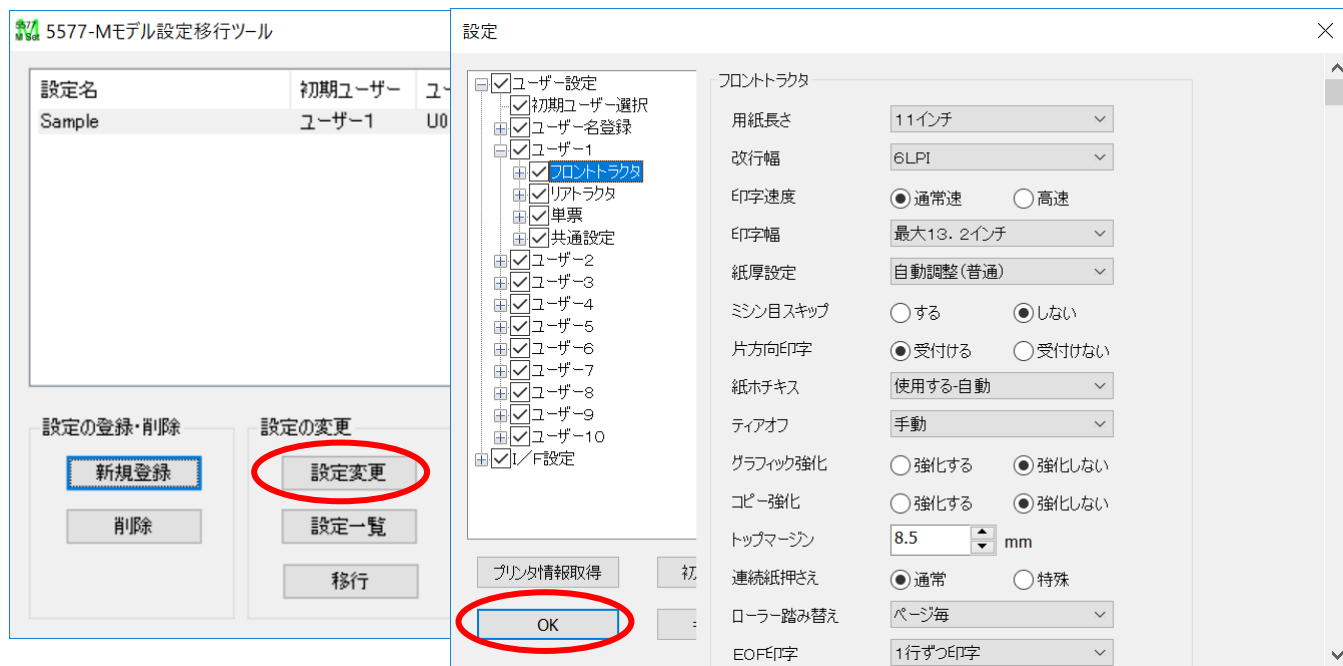 5577-Mモデル設定移行ツール
設定名 初期ユーザー
Sample ユーザー1 U0
設定の登録・削除
新規登録
削除
設定の変更
設定変更
設定一覧
移行
設定
ユーザー設定
初期ユーザー選択
ユーザー名登録
ユーザー1
フロントトラクタ
リアトラクタ
単票
共通設定
ユーザー2
ユーザー3
ユーザー4
ユーザー5
ユーザー6
ユーザー7
ユーザー8
ユーザー9
ユーザー10
I/F設定
プリンタ情報取得 初
OK
フロントトラクタ
用紙長さ 11インチ
改行幅 6LPI
印字速度 通常速 高速
印字幅 最大13.2インチ
紙厚設定 自動調整(普通)
ミシン目スキップ する しない
片方向印字 受付ける 受付けない
紙ホチキス 使用する-自動
ティアオフ 手動
グラフィック強化 強化する 強化しない
コピー強化 強化する 強化しない
トップマージン 8.5 mm
連続紙押さえ 通常 特殊
ローラー踏み替え ページ毎
EOF印字 1行ずつ印字